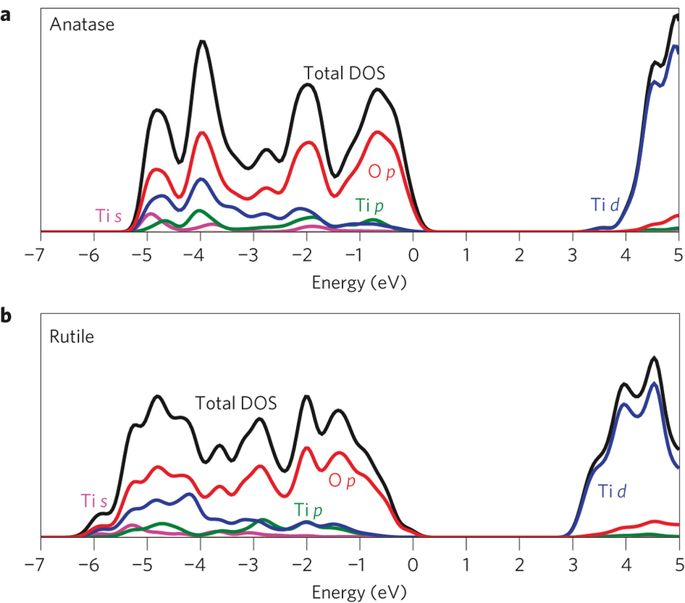 a
Anatase
Total DOS
O p
Ti s
Ti p
Ti d
−7 −6 −5 −4 −3 −2 −1 0 1 2 3 4 5
Energy (eV)
b
Rutile
Total DOS
O p
Ti s
Ti p
Ti d
−7 −6 −5 −4 −3 −2 −1 0 1 2 3 4 5
Energy (eV)